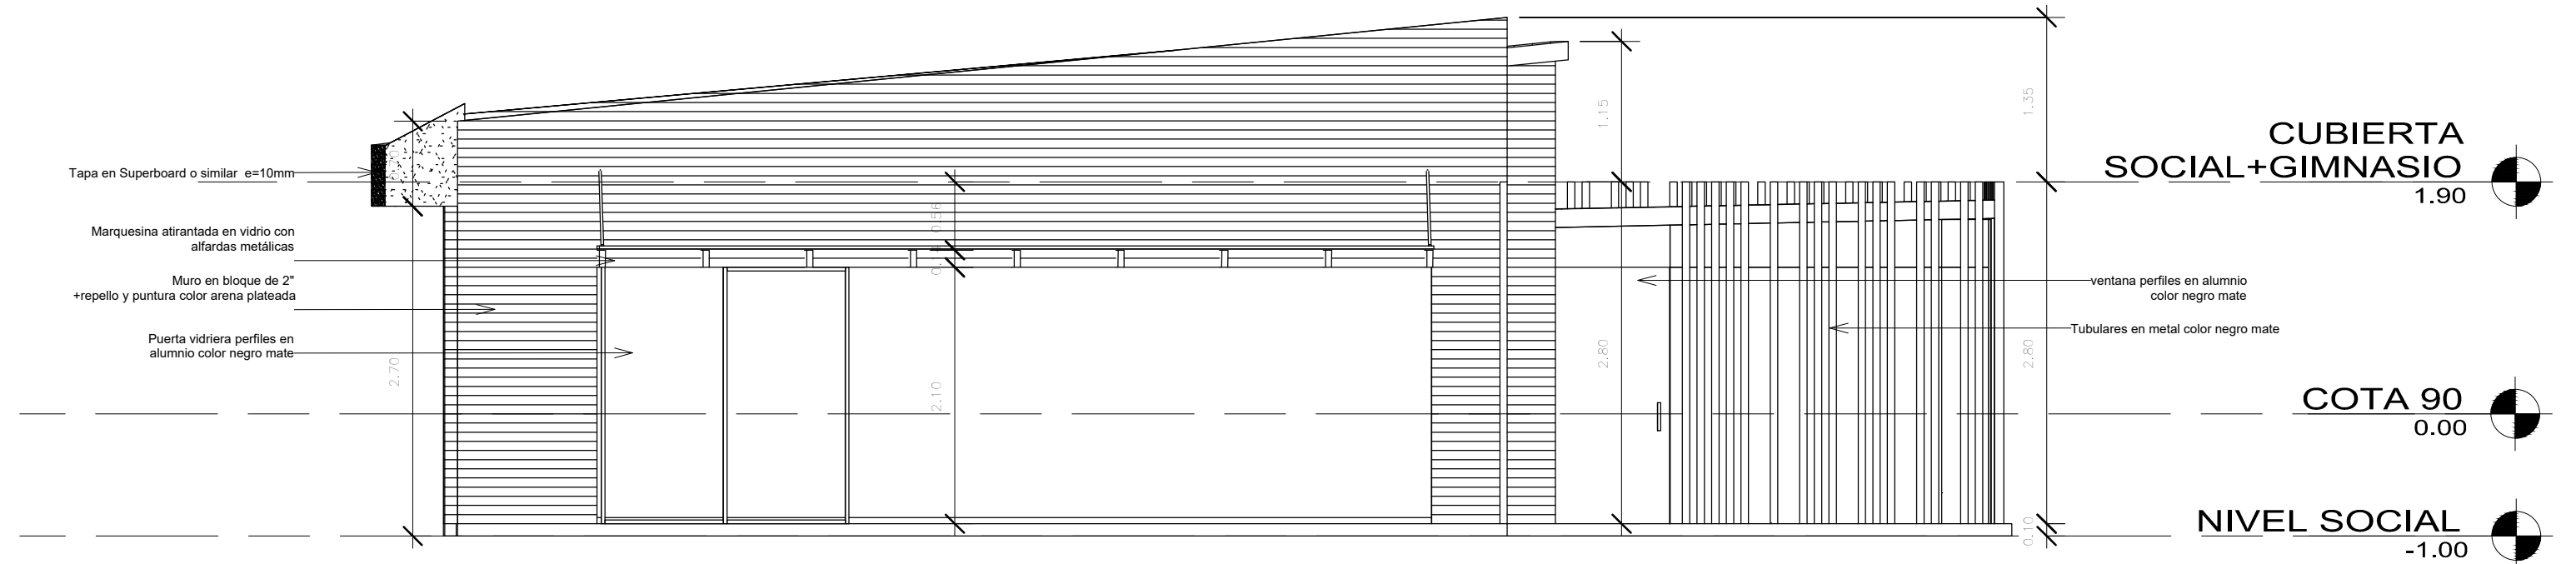 Tapa en Superboard o similar e=10mm
Marquesina atirantada en vidrio con
alfardas metálicas
Muro en bloque de 2"
+repello y puntura color arena plateada
Puerta vidriera perfiles en
alumnio color negro mate
2.70
0.56
2.10
1.15
2.80
1.35
2.80
0.10
ventana perfiles en alumnio
color negro mate
Tubulares en metal color negro mate
CUBIERTA
SOCIAL+GIMNASIO
1.90
COTA 90
0.00
NIVEL SOCIAL
-1.00